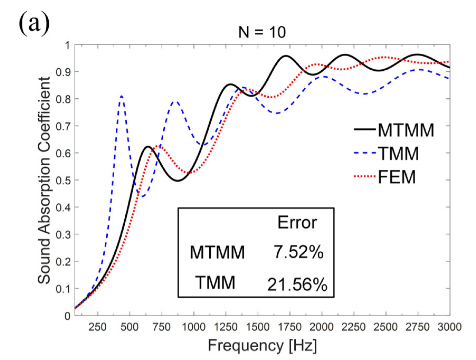 (a)
N = 10
Sound Absorption Coefficient
1
0.9
0.8
0.7
0.6
0.5
0.4
0.3
0.2
0.1
0
MTMM
TMM
FEM
Error
MTMM 7.52%
TMM 21.56%
250 500 750 1000 1250 1500 1750 2000 2250 2500 2750 3000
Frequency [Hz]